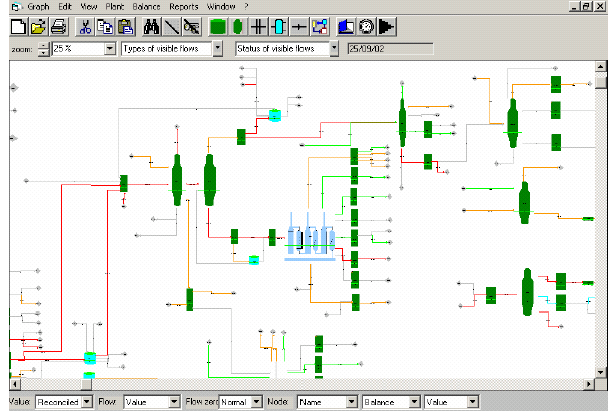 Graph Edit View Plant Balance Reports Window ?
zoom: 25 % Types of visible flows Status of visible flows 25/09/02
Value: Reconciled Flow: Value Flow zero Normal Node: Name Balance Value